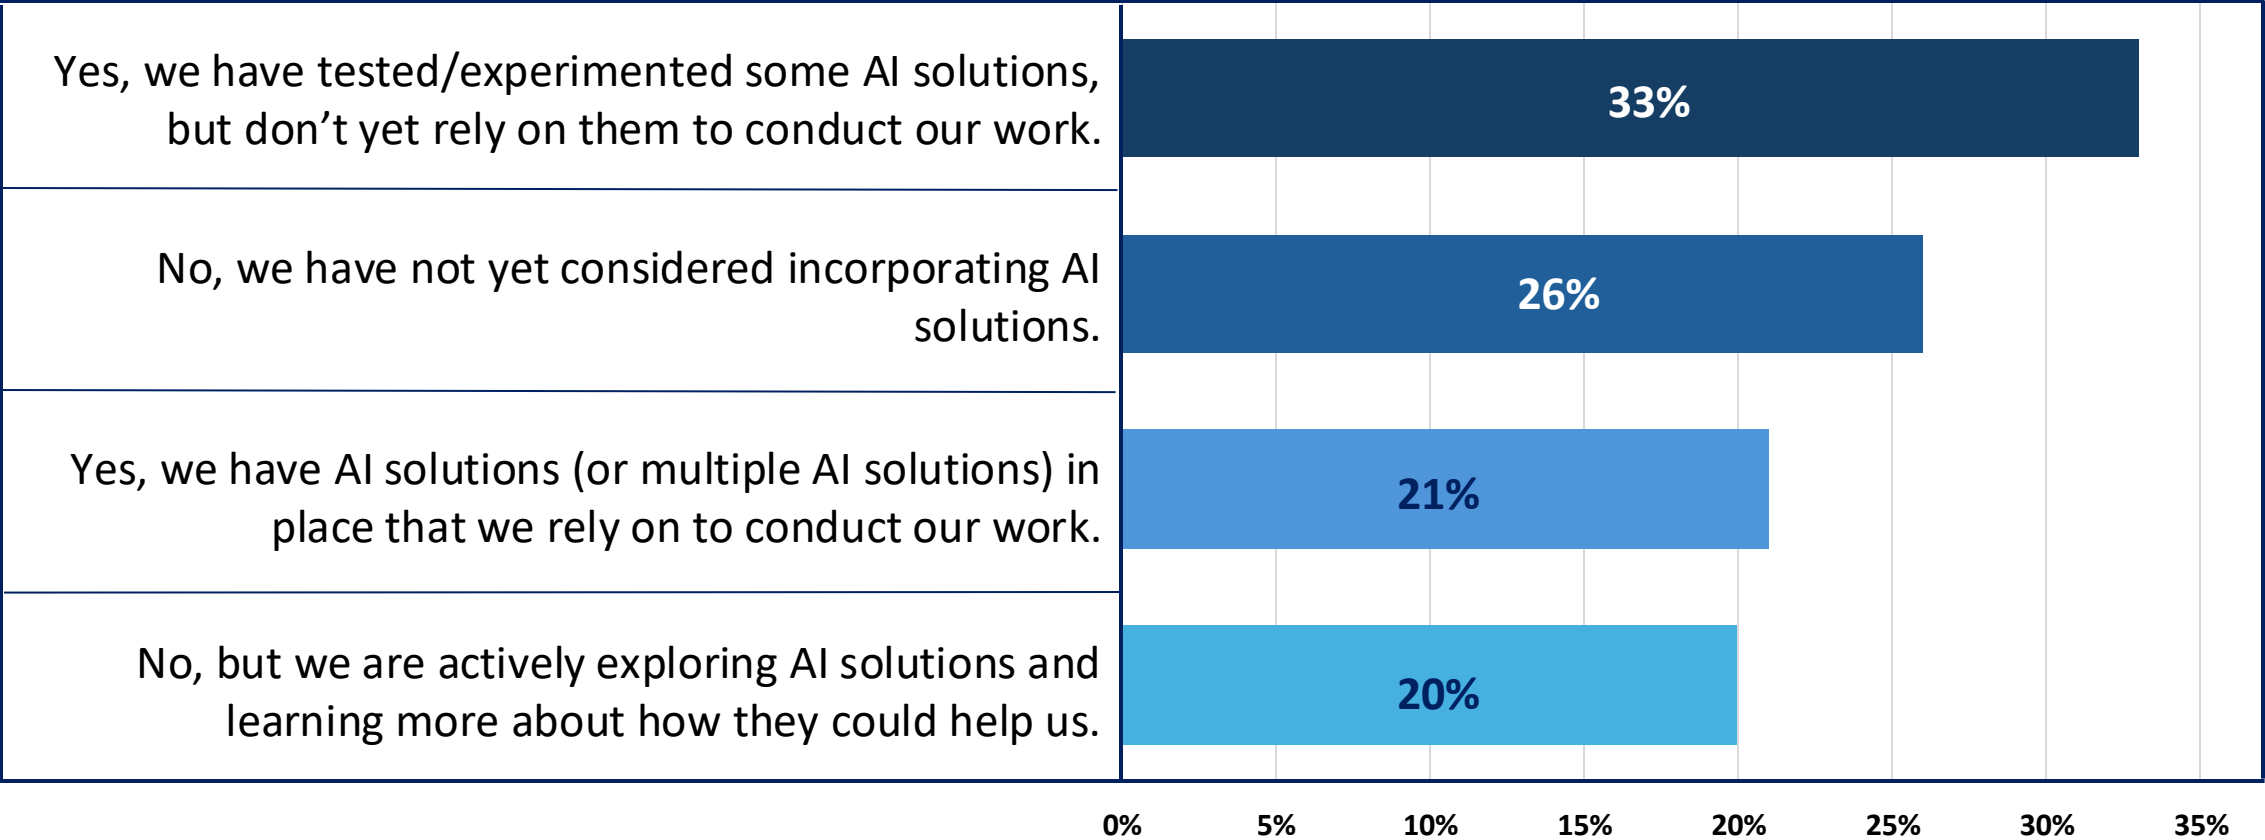 Yes, we have tested/experimented some AI solutions,
but don’t yet rely on them to conduct our work.
33%
No, we have not yet considered incorporating AI
solutions.
26%
Yes, we have AI solutions (or multiple AI solutions) in
place that we rely on to conduct our work.
21%
No, but we are actively exploring AI solutions and
learning more about how they could help us.
20%
0% 5% 10% 15% 20% 25% 30% 35%